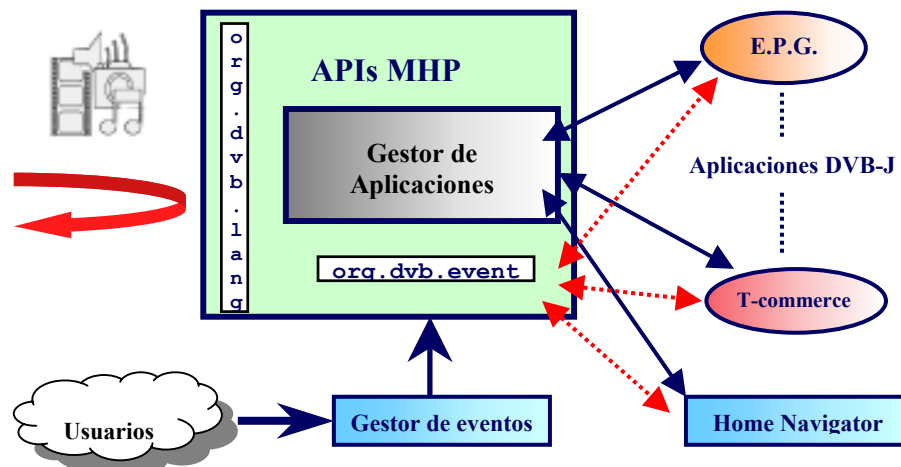 org.dvb.lang
APIs MHP
Gestor de
Aplicaciones
org.dvb.event
E.P.G.
Aplicaciones DVB-J
T-commerce
Usuarios
Gestor de eventos
Home Navigator